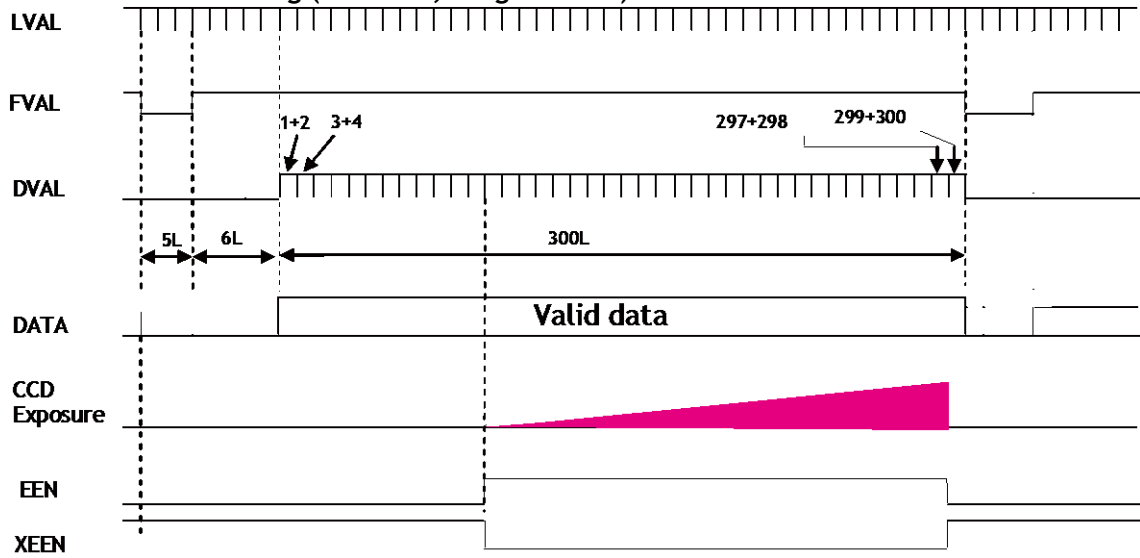 LVAL
FVAL
1+2 3+4 297+298 299+300
DVAL
5L 6L 300L
DATA Valid data
CCD
Exposure
EEN
XEEN